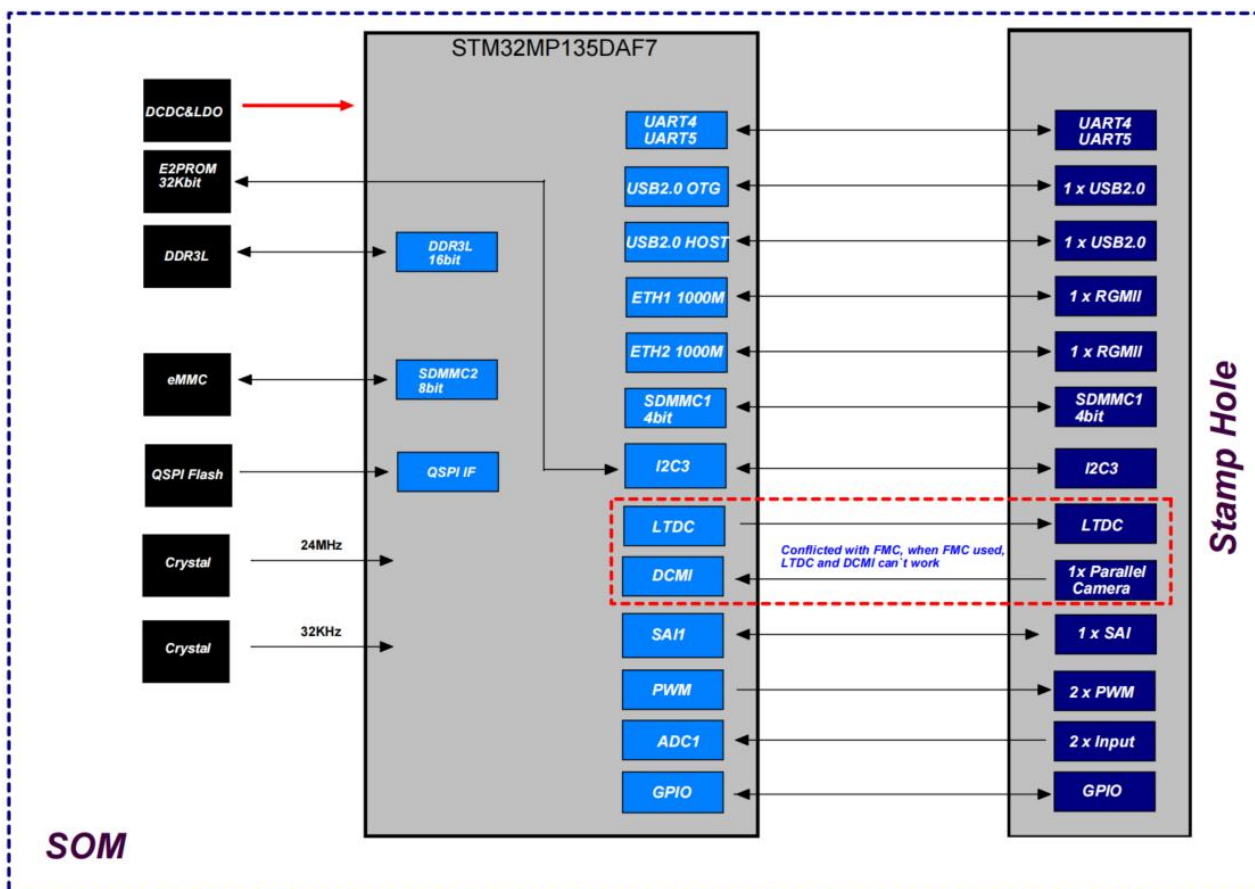 STM32MP135DAF7
DCDC&LDO
E2PROM
32Kbit
DDR3L
eMMC
QSPI Flash
Crystal
24MHz
Crystal
32KHz
DDR3L
16bit
SDMMC2
8bit
QSPI IF
UART4
UART5
USB2.0 OTG
USB2.0 HOST
ETH1 1000M
ETH2 1000M
SDMMC1
4bit
I2C3
LTDC
DCMI
SAI1
PWM
ADC1
GPIO
Conflicted with FMC, when FMC used,
LTDC and DCMI can`t work
UART4
UART5
1 x USB2.0
1 x USB2.0
1 x RGMII
1 x RGMII
SDMMC1
4bit
I2C3
LTDC
1x Parallel
Camera
1 x SAI
2 x PWM
2 x Input
GPIO
Stamp Hole
SOM